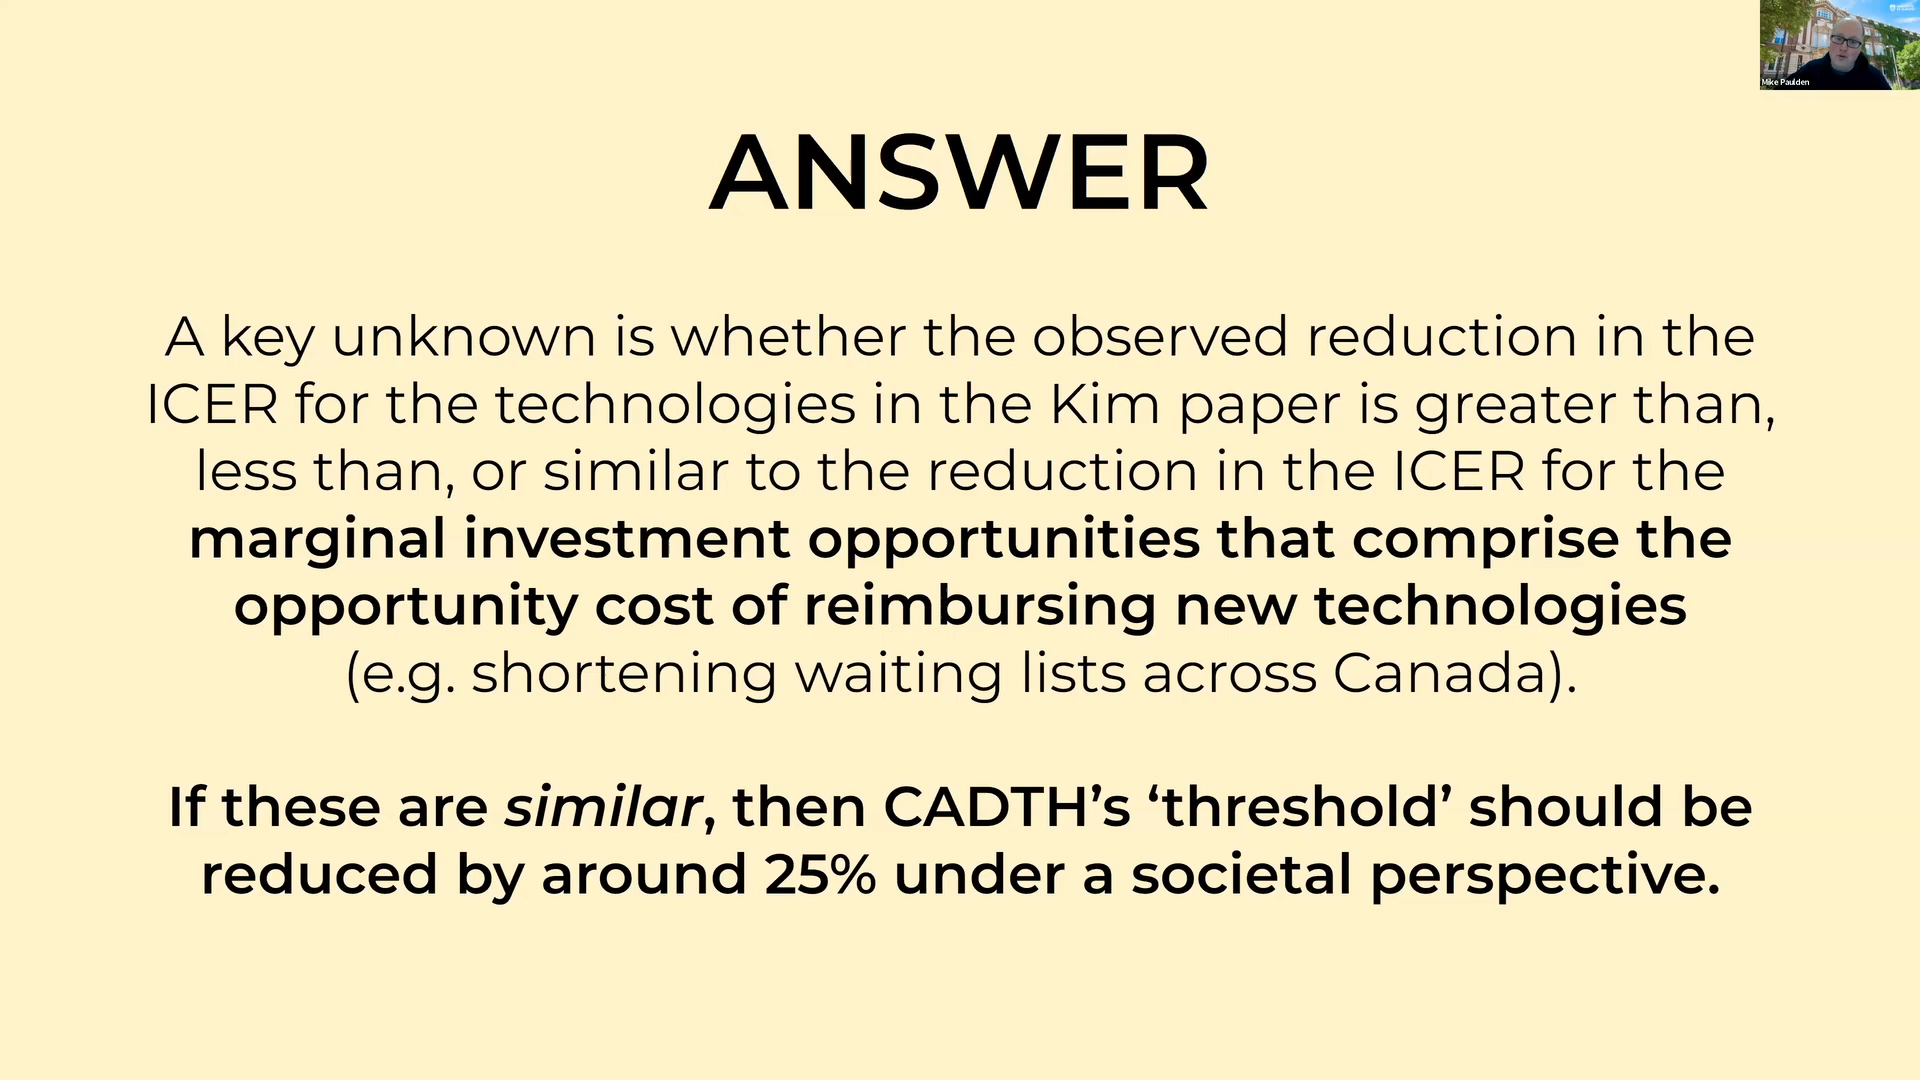 Mike Paulden
ANSWER
A key unknown is whether the observed reduction in the
ICER for the technologies in the Kim paper is greater than,
less than, or similar to the reduction in the ICER for the
marginal investment opportunities that comprise the
opportunity cost of reimbursing new technologies
(e.g. shortening waiting lists across Canada).
If these are similar, then CADTH’s ‘threshold’ should be
reduced by around 25% under a societal perspective.